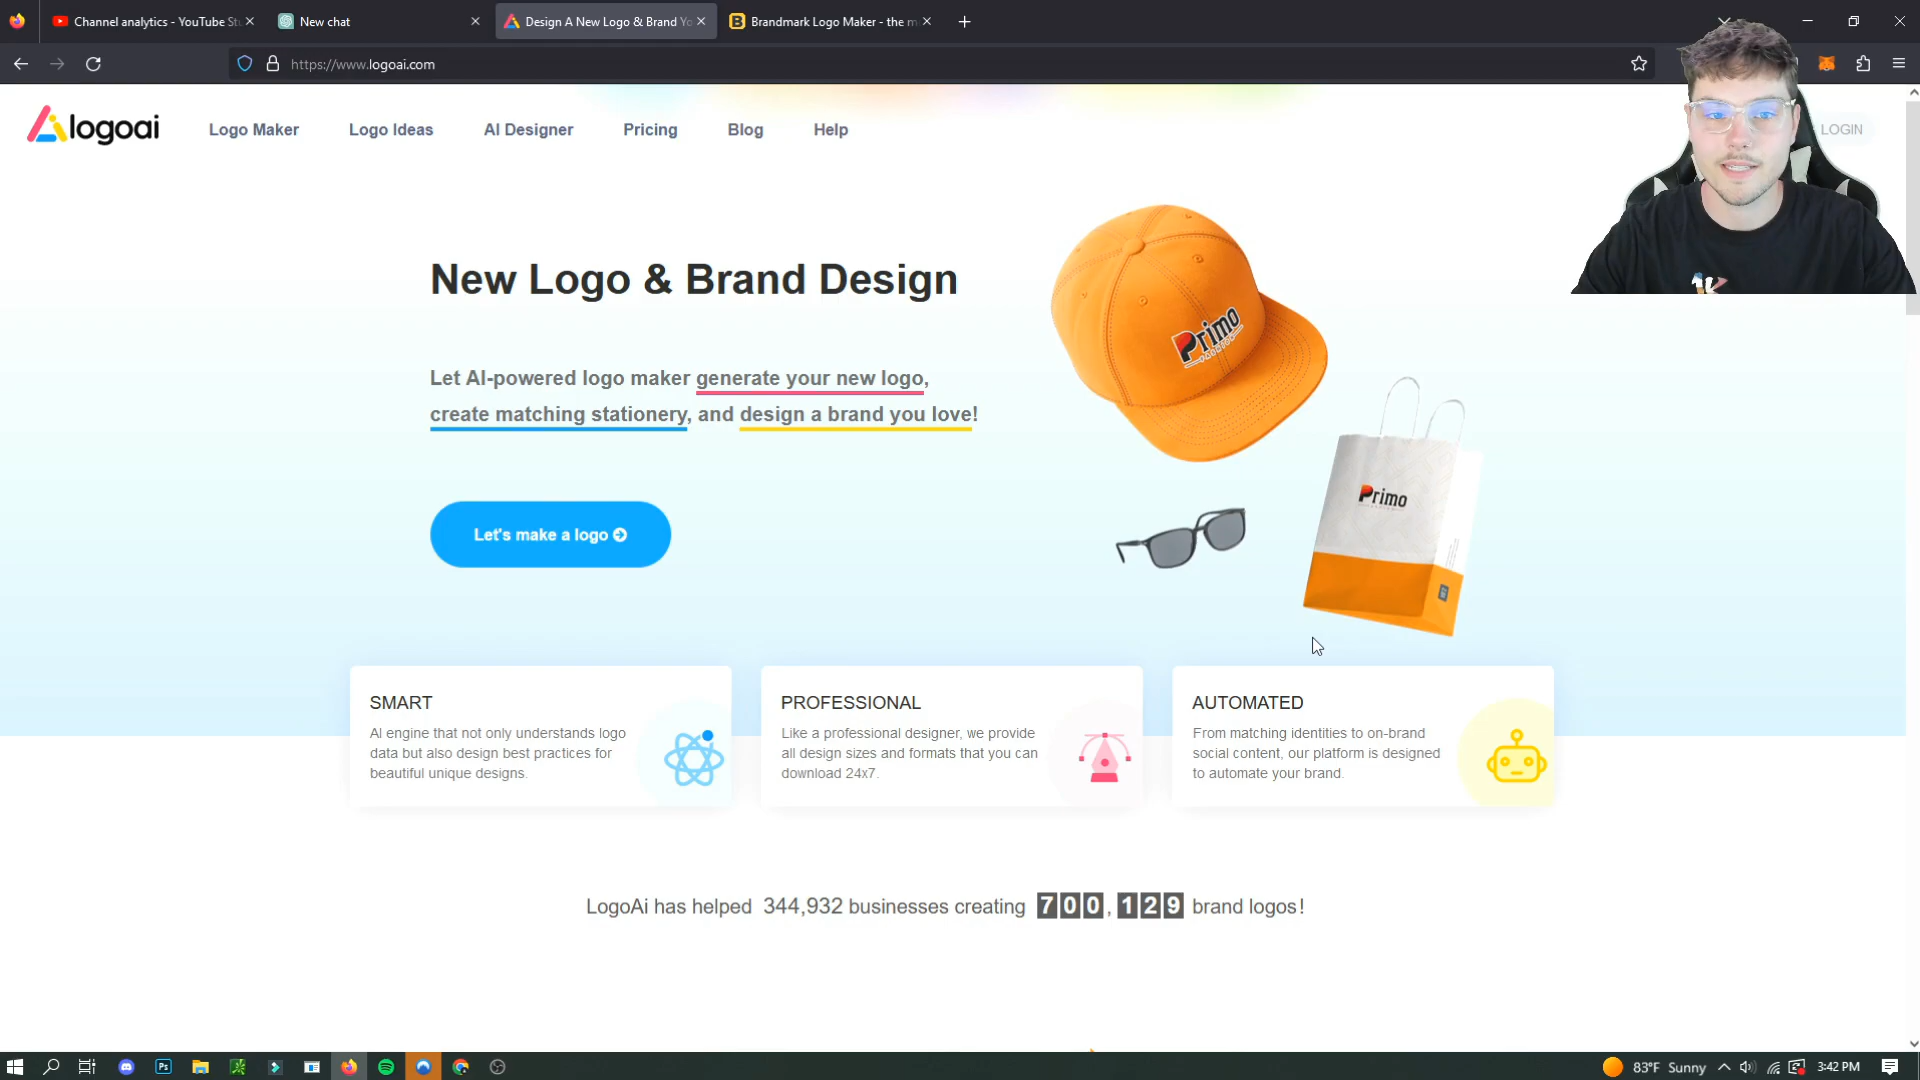 Channel analytics - YouTube St
New chat
Design A New Logo & Brand Yo
Brandmark Logo Maker - the m
https://www.logoai.com
logoai
Logo Maker
Logo Ideas
AI Designer
Pricing
Blog
Help
LOGIN
New Logo & Brand Design
Let AI-powered logo maker generate your new logo,
create matching stationery, and design a brand you love!
Let's make a logo
Primo
Primo
SMART
AI engine that not only understands logo
data but also design best practices for
beautiful unique designs.
PROFESSIONAL
Like a professional designer, we provide
all design sizes and formats that you can
download 24x7.
AUTOMATED
From matching identities to on-brand
social content, our platform is designed
to automate your brand.
LogoAi has helped 344,932 businesses creating 700,129 brand logos!
Ps
83°F Sunny
3:42 PM